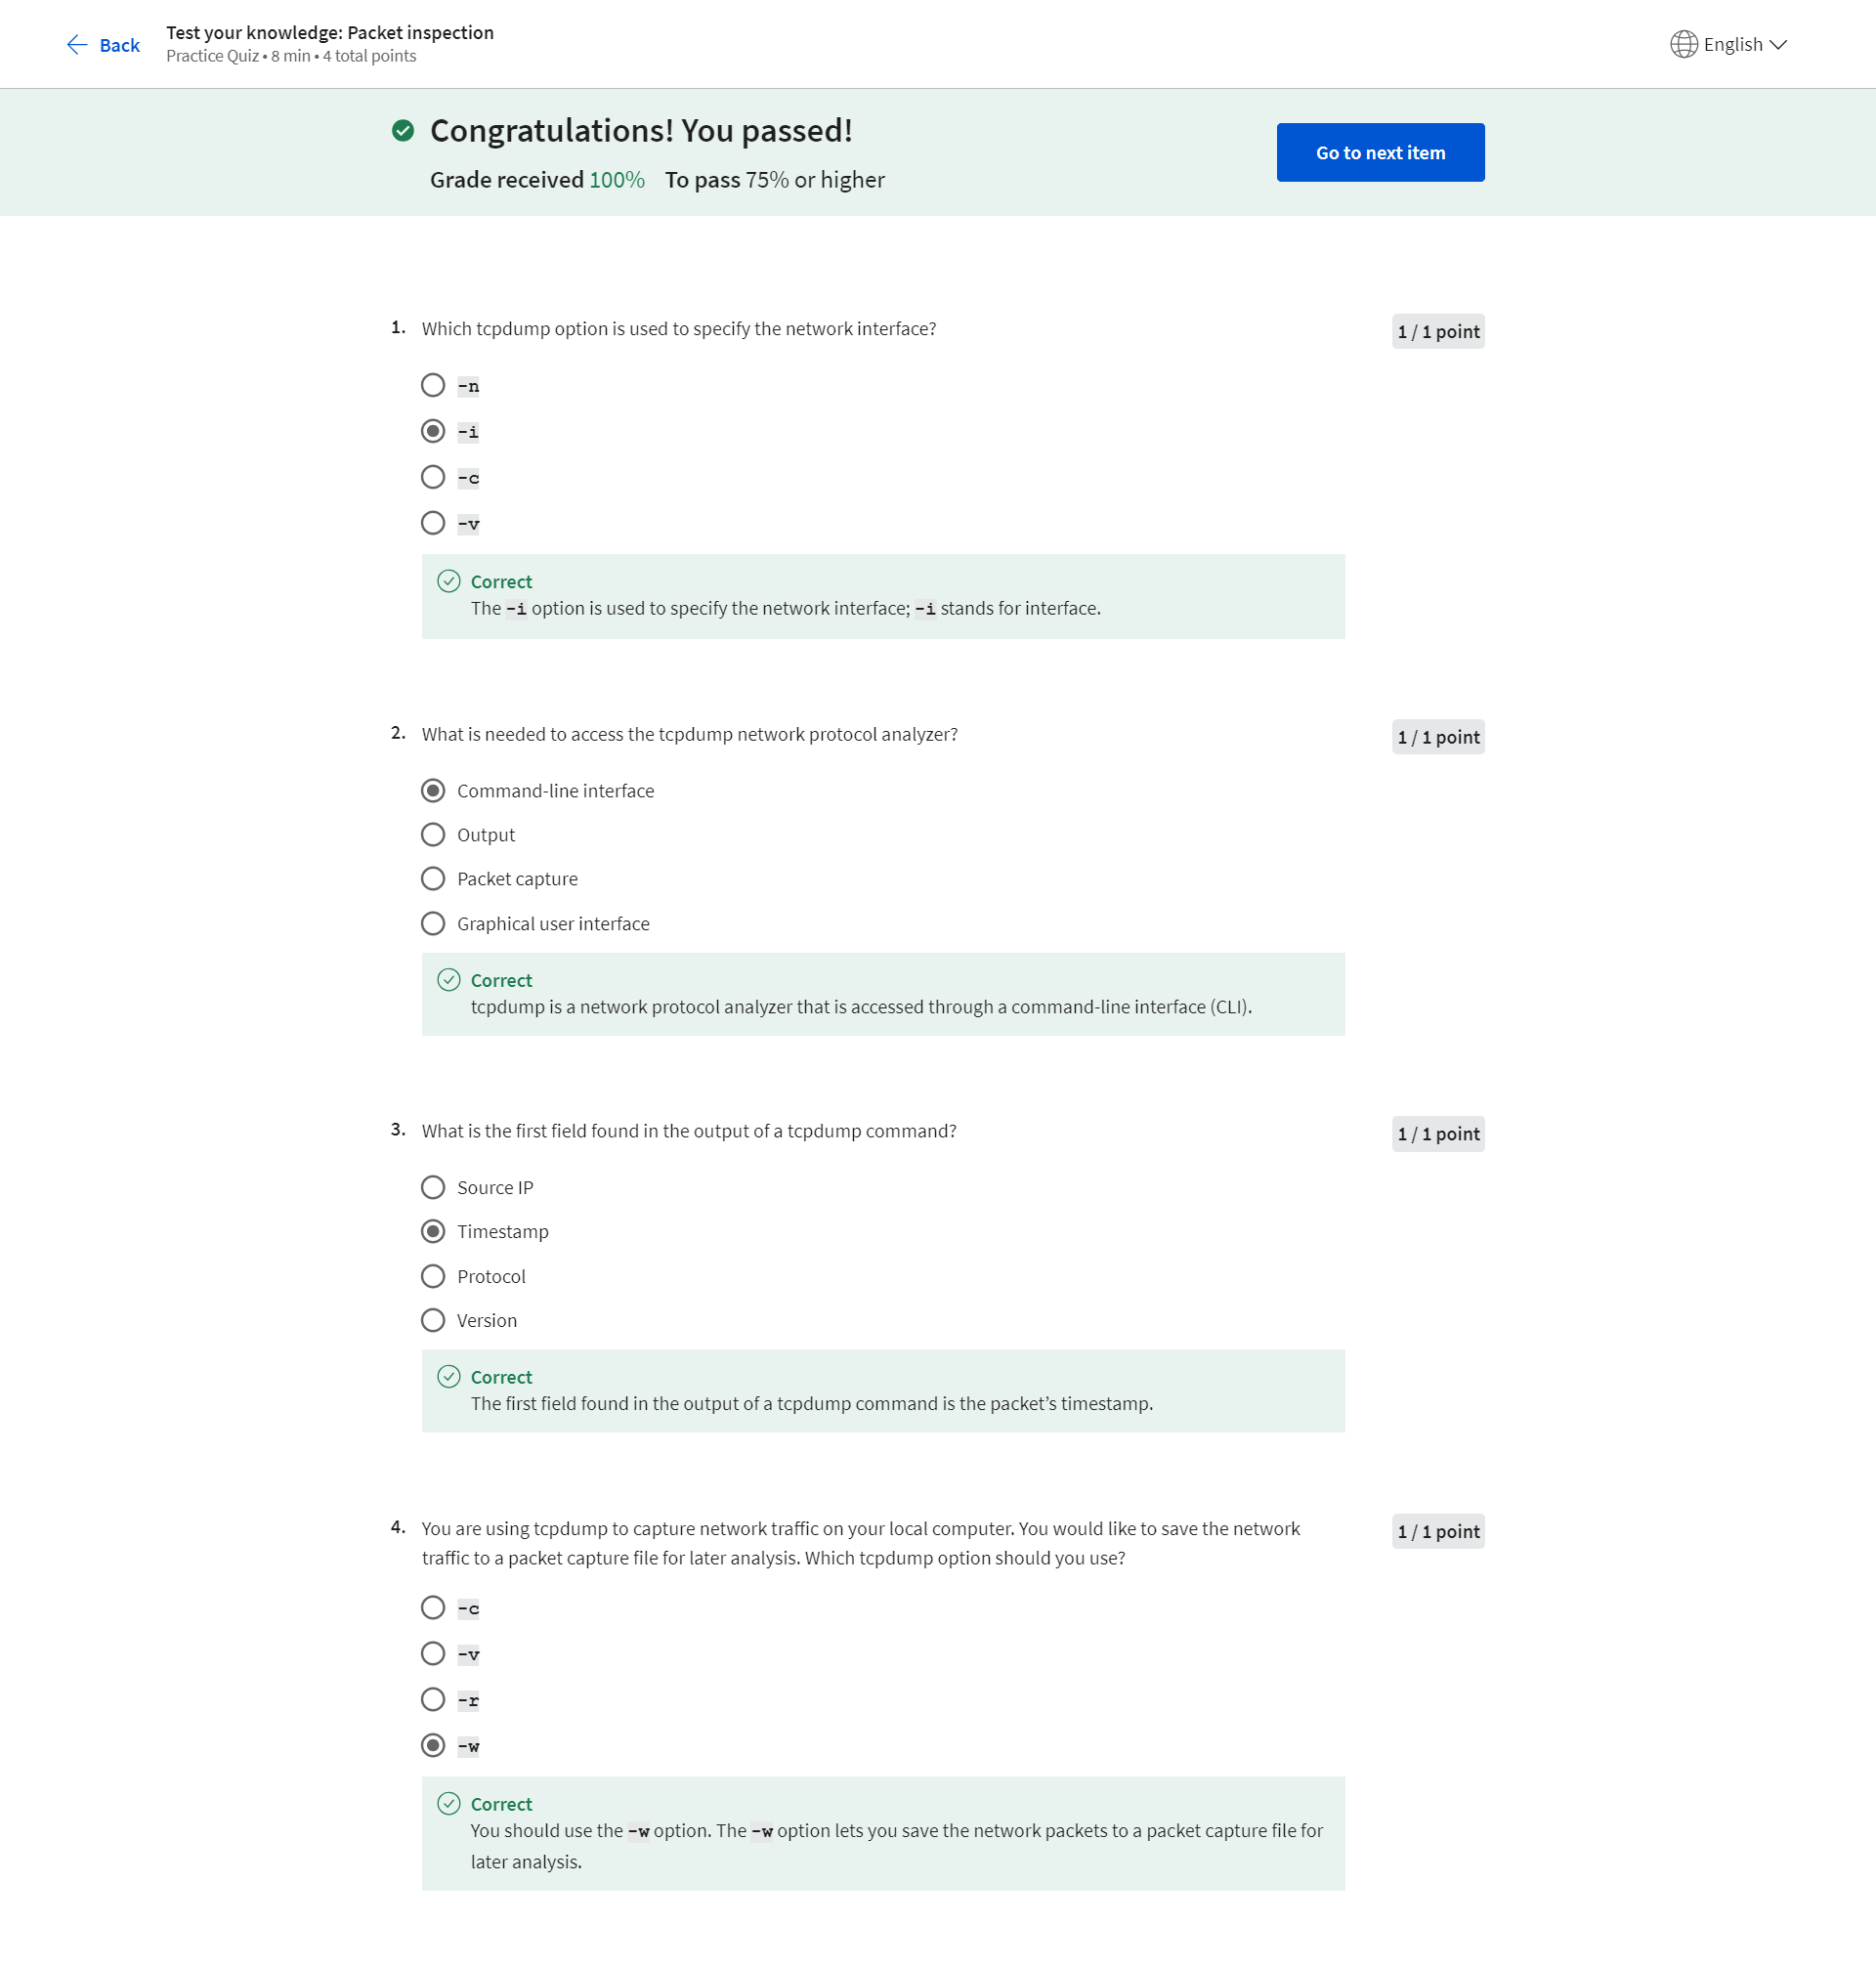 Back
Test your knowledge: Packet inspection
Practice Quiz • 8 min • 4 total points
English
Congratulations! You passed!
Grade received 100% To pass 75% or higher
Go to next item
1. Which tcpdump option is used to specify the network interface?
1 / 1 point
-n
-i
-c
-v
Correct
The -i option is used to specify the network interface; -i stands for interface.
2. What is needed to access the tcpdump network protocol analyzer?
1 / 1 point
Command-line interface
Output
Packet capture
Graphical user interface
Correct
tcpdump is a network protocol analyzer that is accessed through a command-line interface (CLI).
3. What is the first field found in the output of a tcpdump command?
1 / 1 point
Source IP
Timestamp
Protocol
Version
Correct
The first field found in the output of a tcpdump command is the packet’s timestamp.
4. You are using tcpdump to capture network traffic on your local computer. You would like to save the network
traffic to a packet capture file for later analysis. Which tcpdump option should you use?
1 / 1 point
-c
-v
-r
-w
Correct
You should use the -w option. The -w option lets you save the network packets to a packet capture file for
later analysis.